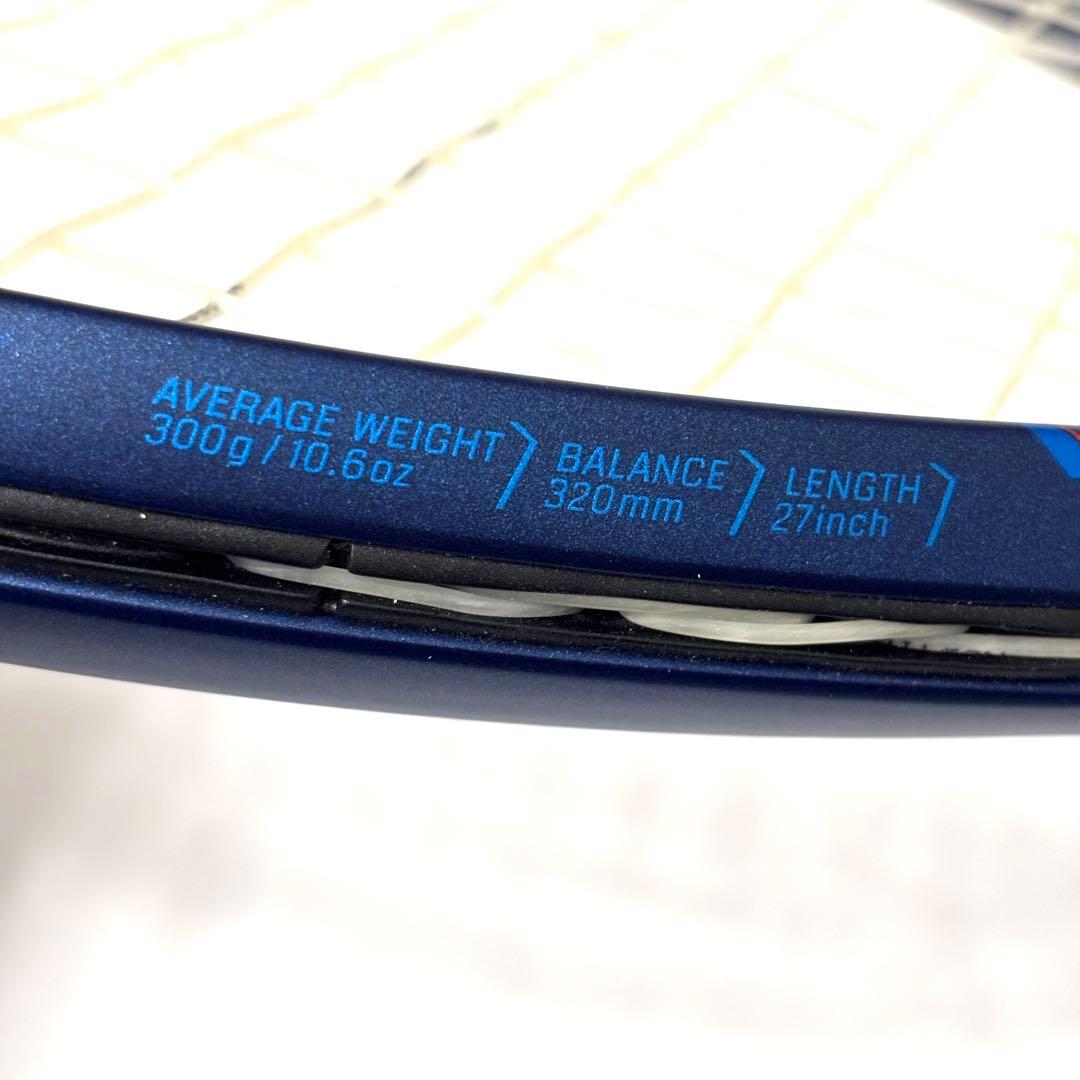 AVERAGE WEIGHT
300g / 10.6oz
BALANCE
320mm
LENGTH
27inch